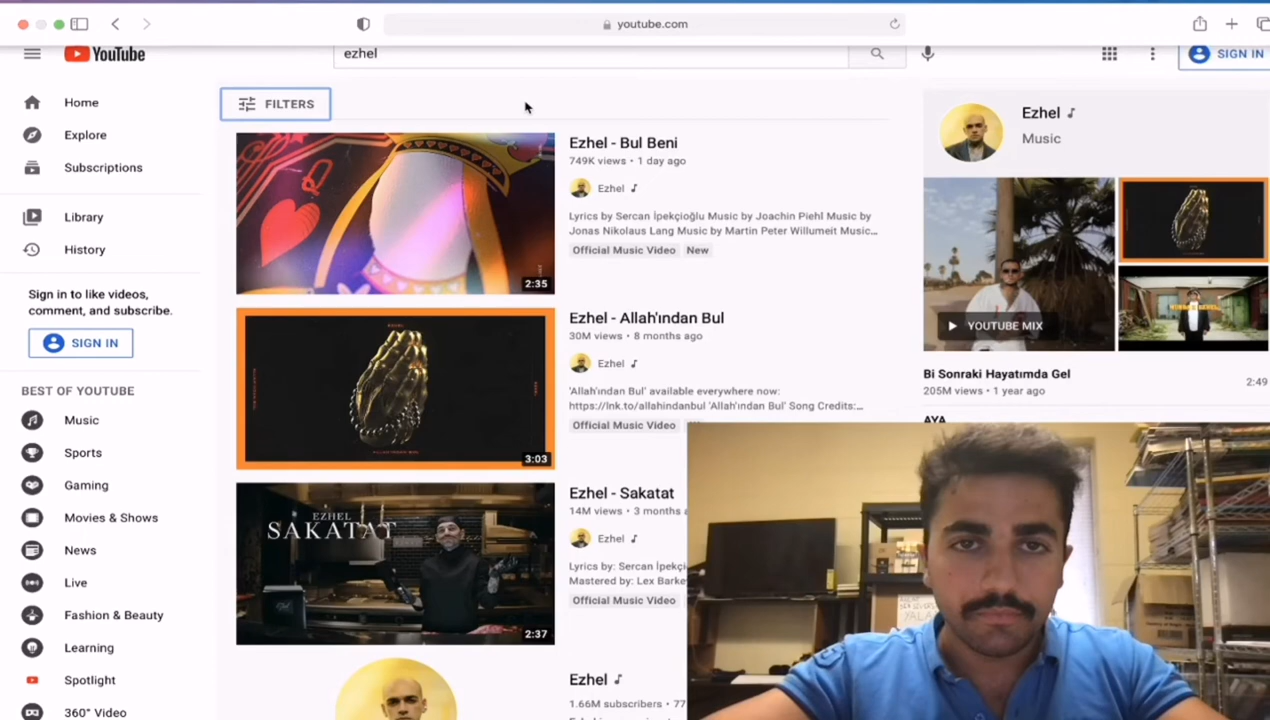 youtube.com
YouTube
ezhel
SIGN IN
Home
Explore
Subscriptions
Library
History
Sign in to like videos,
comment, and subscribe.
SIGN IN
BEST OF YOUTUBE
Music
Sports
Gaming
Movies & Shows
News
Live
Fashion & Beauty
Learning
Spotlight
360° Video
FILTERS
Q
2:35
Ezhel - Bul Beni
749K views • 1 day ago
Ezhel
Lyrics by Sercan İpekçioğlu Music by Joachin Piehl Music by
Jonas Nikolaus Lang Music by Martin Peter Willumeit Music...
Official Music Video New
3:03
Ezhel - Allah'ından Bul
30M views • 8 months ago
Ezhel
'Allah'ından Bul' available everywhere now:
https://lnk.to/allahindanbul 'Allah'ından Bul' Song Credits:...
Official Music Video
EZHEL
SAKATAT
2:37
Ezhel - Sakatat
14M views • 3 months a
Ezhel
Lyrics by: Sercan İpekçi
Mastered by: Lex Barke
Official Music Video
Ezhel
1.66M subscribers • 77
Ezhel
Music
YOUTUBE MIX
Bi Sonraki Hayatımda Gel
205M views • 1 year ago
2:49
AYA